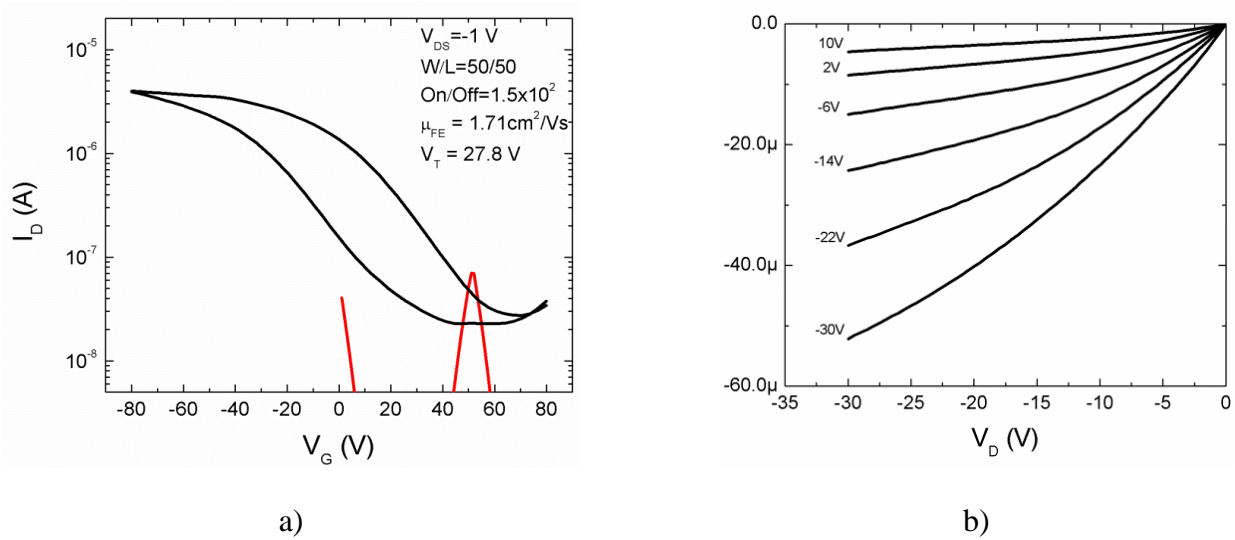 V_DS=-1 V
W/L=50/50
On/Off=1.5x10²
μ_FE = 1.71cm²/Vs
V_T = 27.8 V
10⁻⁵
10⁻⁶
10⁻⁷
10⁻⁸
I_D (A)
-80 -60 -40 -20 0 20 40 60 80
V_G (V)
a)
0.0
-20.0μ
-40.0μ
-60.0μ
10V
2V
-6V
-14V
-22V
-30V
-35 -30 -25 -20 -15 -10 -5 0
V_D (V)
b)